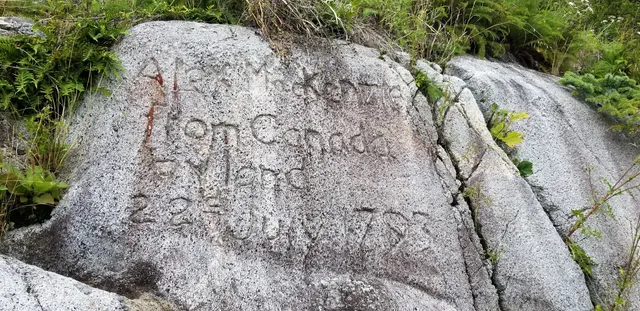 Alex MacKenzie
from Canada
by land
22ᵈ July 1793